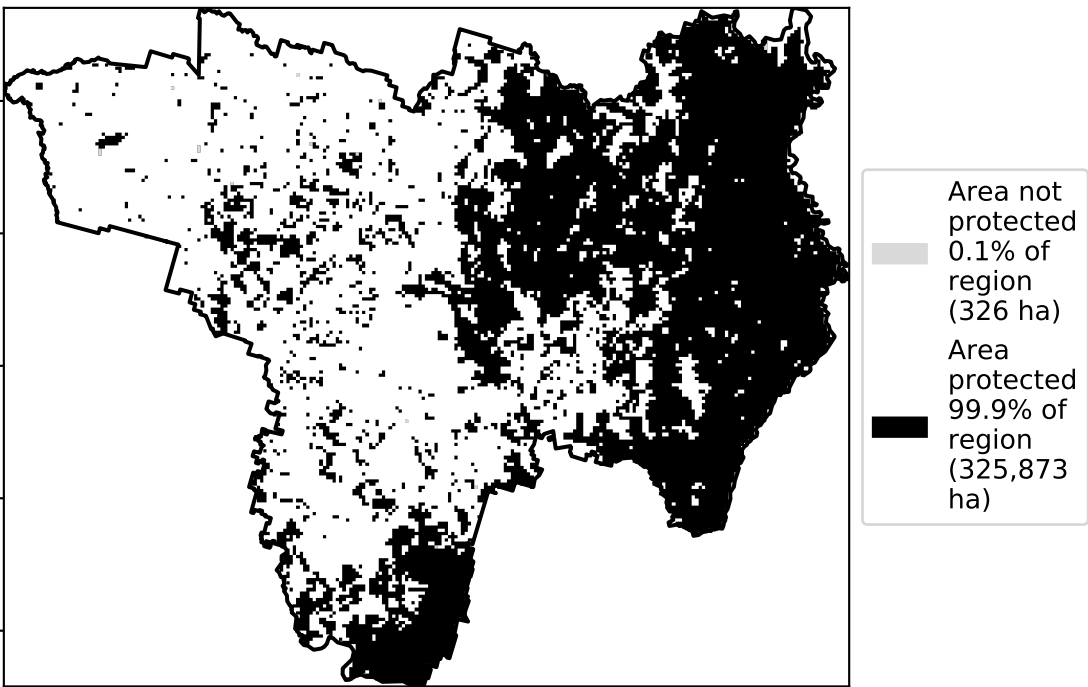 Area not
protected
0.1% of
region
(326 ha)
Area
protected
99.9% of
region
(325,873
ha)